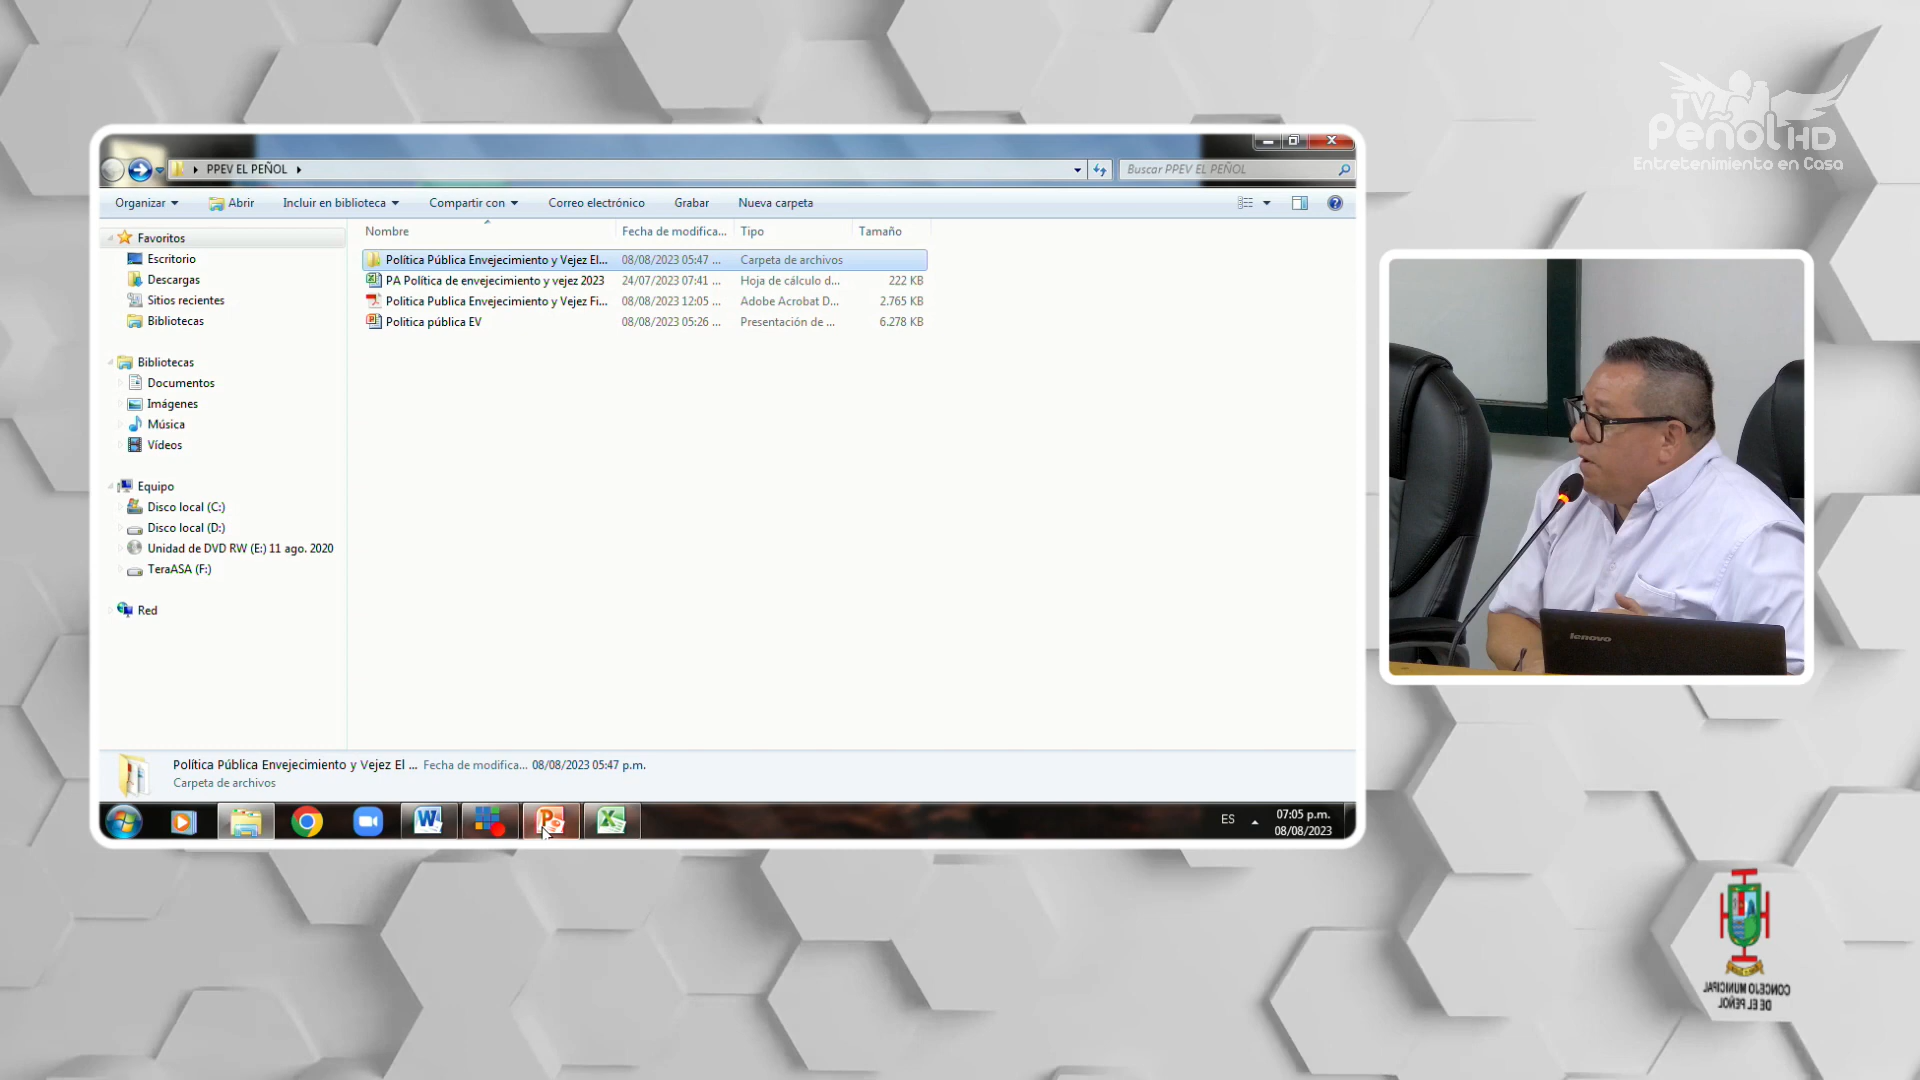 TV
Peñol HD
Entretenimiento en Casa
PPEV EL PEÑOL
Buscar PPEV EL PEÑOL
Organizar
Abrir
Incluir en biblioteca
Compartir con
Correo electrónico
Grabar
Nueva carpeta
Nombre
Fecha de modifica...
Tipo
Tamaño
Favoritos
Escritorio
Descargas
Sitios recientes
Bibliotecas
Bibliotecas
Documentos
Imágenes
Música
Vídeos
Equipo
Disco local (C:)
Disco local (D:)
Unidad de DVD RW (E:) 11 ago. 2020
TeraASA (F:)
Red
Política Pública Envejecimiento y Vejez El... 08/08/2023 05:47 ... Carpeta de archivos
PA Política de envejecimiento y vejez 2023 24/07/2023 07:41 ... Hoja de cálculo d... 222 KB
Politica Publica Envejecimiento y Vejez Fi... 08/08/2023 12:05 ... Adobe Acrobat D... 2.765 KB
Politica pública EV 08/08/2023 05:26 ... Presentación de ... 6.278 KB
Política Pública Envejecimiento y Vejez El ... Fecha de modifica... 08/08/2023 05:47 p.m.
Carpeta de archivos
ES
07:05 p.m.
08/08/2023
lenovo
CONCEJO MUNICIPAL
DE EL PEÑOL